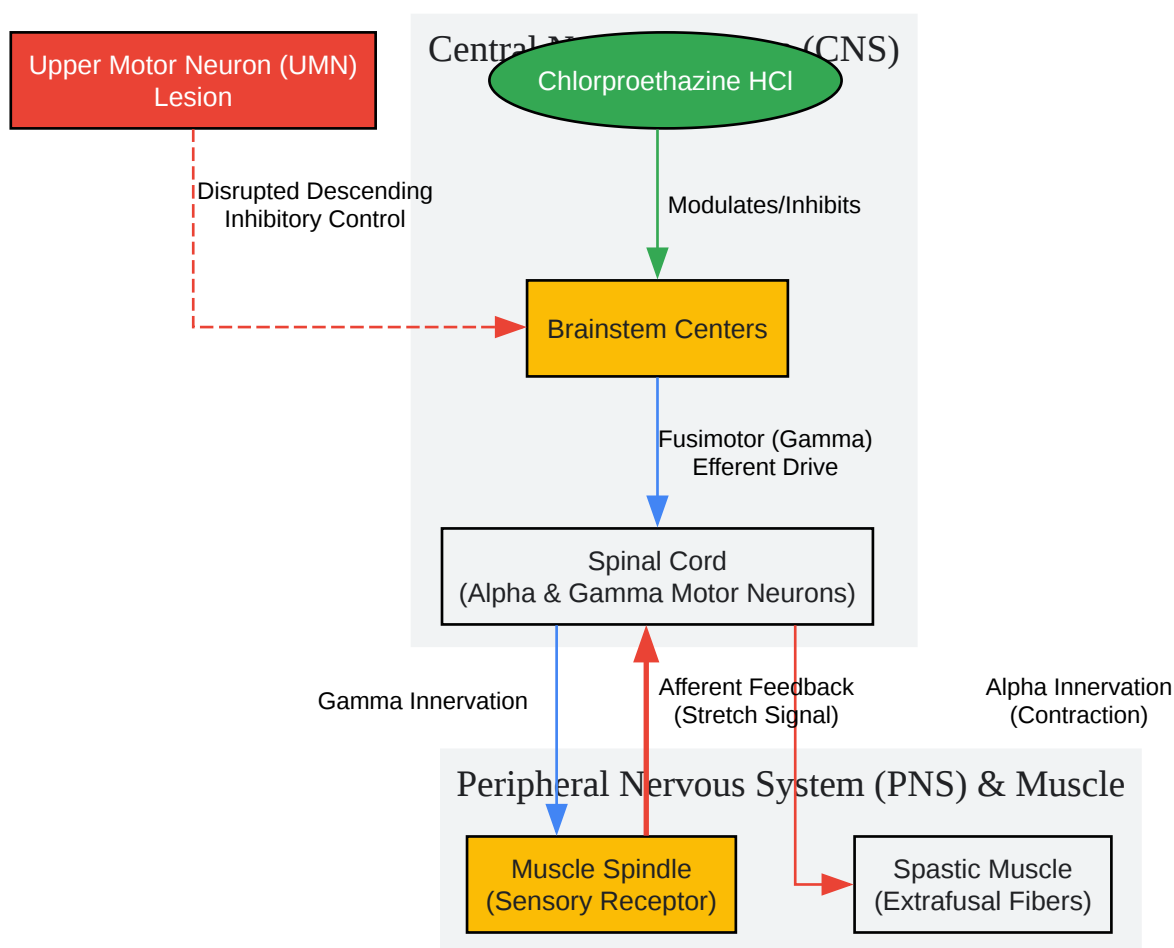 Central N (CNS)
Upper Motor Neuron (UMN)
Lesion
Chlorproethazine HCl
Disrupted Descending
Inhibitory Control
Modulates/Inhibits
Brainstem Centers
Fusimotor (Gamma)
Efferent Drive
Spinal Cord
(Alpha & Gamma Motor Neurons)
Gamma Innervation
Afferent Feedback
(Stretch Signal)
Alpha Innervation
(Contraction)
Peripheral Nervous System (PNS) & Muscle
Muscle Spindle
(Sensory Receptor)
Spastic Muscle
(Extrafusal Fibers)